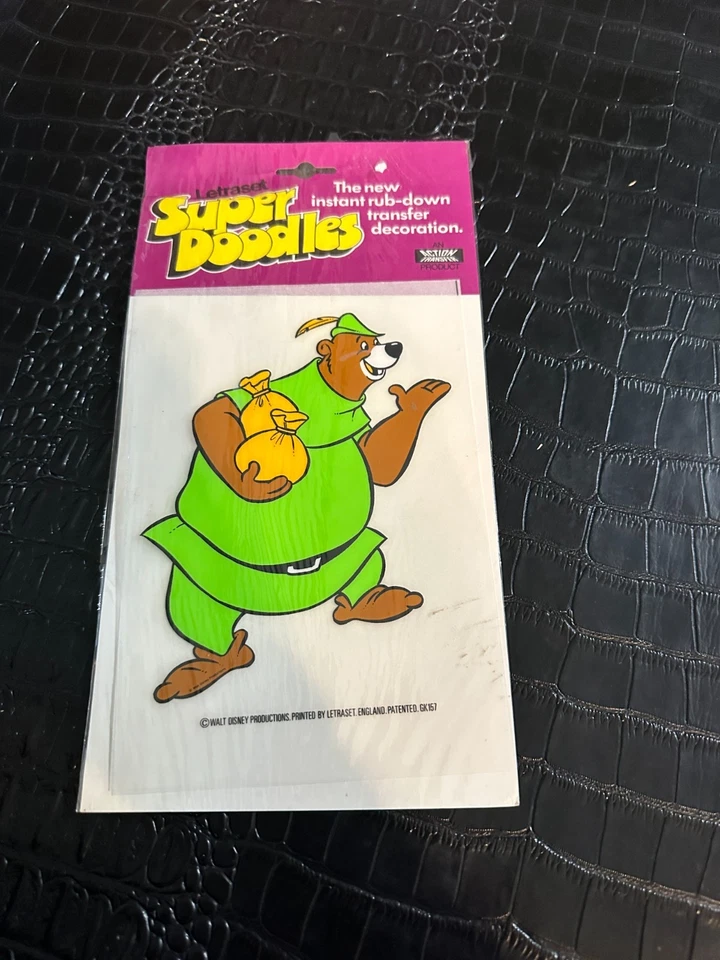 Letraset
Super
Doodles
The new
instant rub-down
transfer
decoration.
AN
ACTION
TRANSFER
PRODUCT
©WALT DISNEY PRODUCTIONS. PRINTED BY LETRASET. ENGLAND. PATENTED. GK157